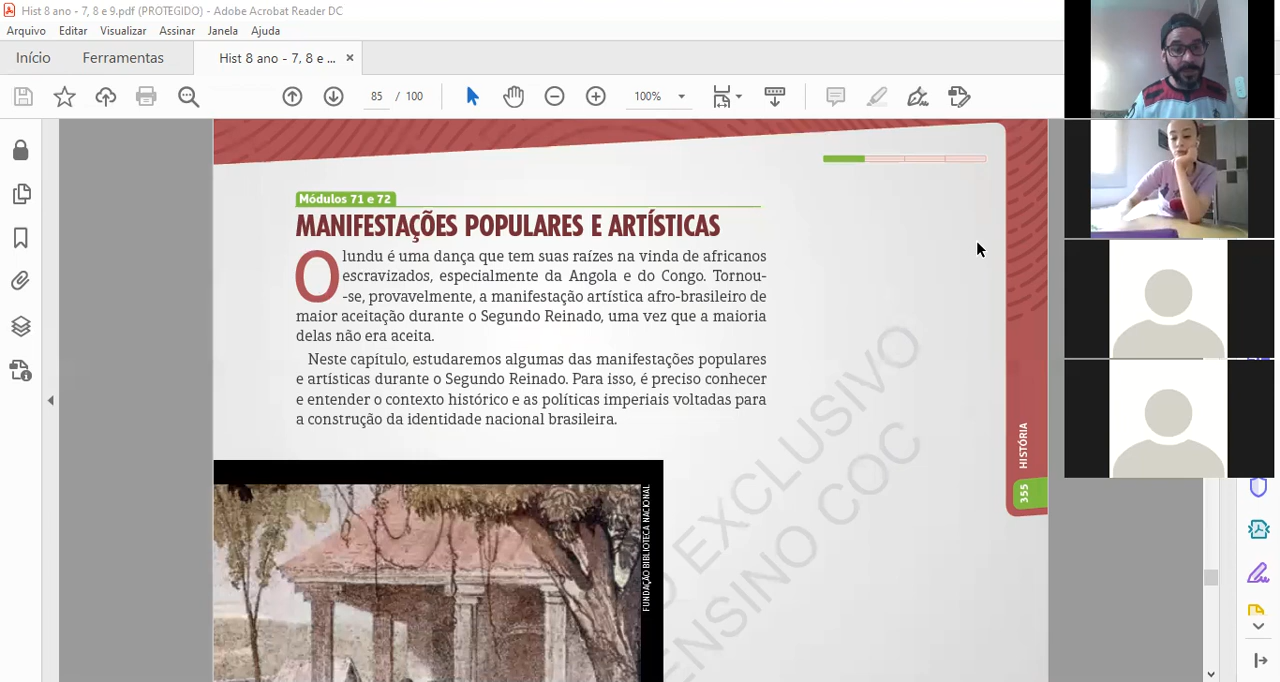 Hist 8 ano - 7, 8 e 9.pdf (PROTEGIDO) - Adobe Acrobat Reader DC
Arquivo Editar Visualizar Assinar Janela Ajuda
Início Ferramentas Hist 8 ano - 7, 8 e ... ×
85 / 100 100%
Módulos 71 e 72
MANIFESTAÇÕES POPULARES E ARTÍSTICAS
O lundu é uma dança que tem suas raízes na vinda de africanos
escravizados, especialmente da Angola e do Congo. Tornou-
-se, provavelmente, a manifestação artística afro-brasileiro de
maior aceitação durante o Segundo Reinado, uma vez que a maioria
delas não era aceita.
Neste capítulo, estudaremos algumas das manifestações populares
e artísticas durante o Segundo Reinado. Para isso, é preciso conhecer
e entender o contexto histórico e as políticas imperiais voltadas para
a construção da identidade nacional brasileira.
FUNDAÇÃO BIBLIOTECA NACIONAL
O EXCLUSIVO
ENSINO COC
HISTÓRIA
355